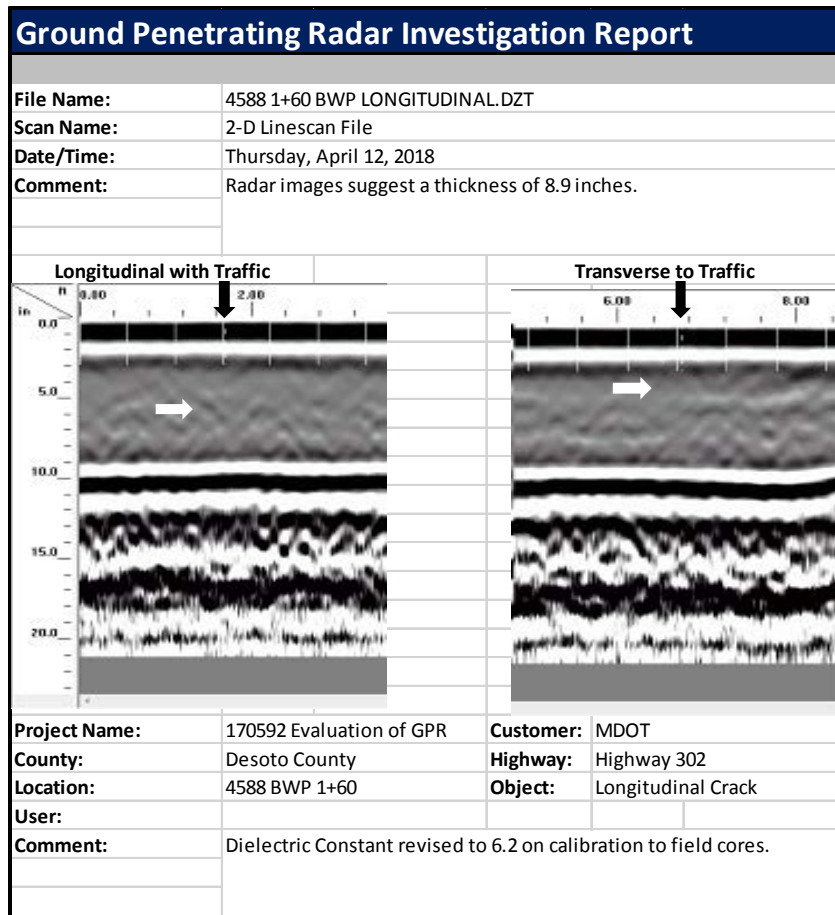 Ground Penetrating Radar Investigation Report
File Name: 4588 1+60 BWP LONGITUDINAL.DZT
Scan Name: 2-D Linescan File
Date/Time: Thursday, April 12, 2018
Comment: Radar images suggest a thickness of 8.9 inches.
Longitudinal with Traffic Transverse to Traffic
ft 0.00 2.00 6.00 8.00
in
0.0
5.0
10.0
15.0
20.0
Project Name: 170592 Evaluation of GPR Customer: MDOT
County: Desoto County Highway: Highway 302
Location: 4588 BWP 1+60 Object: Longitudinal Crack
User:
Comment: Dielectric Constant revised to 6.2 on calibration to field cores.